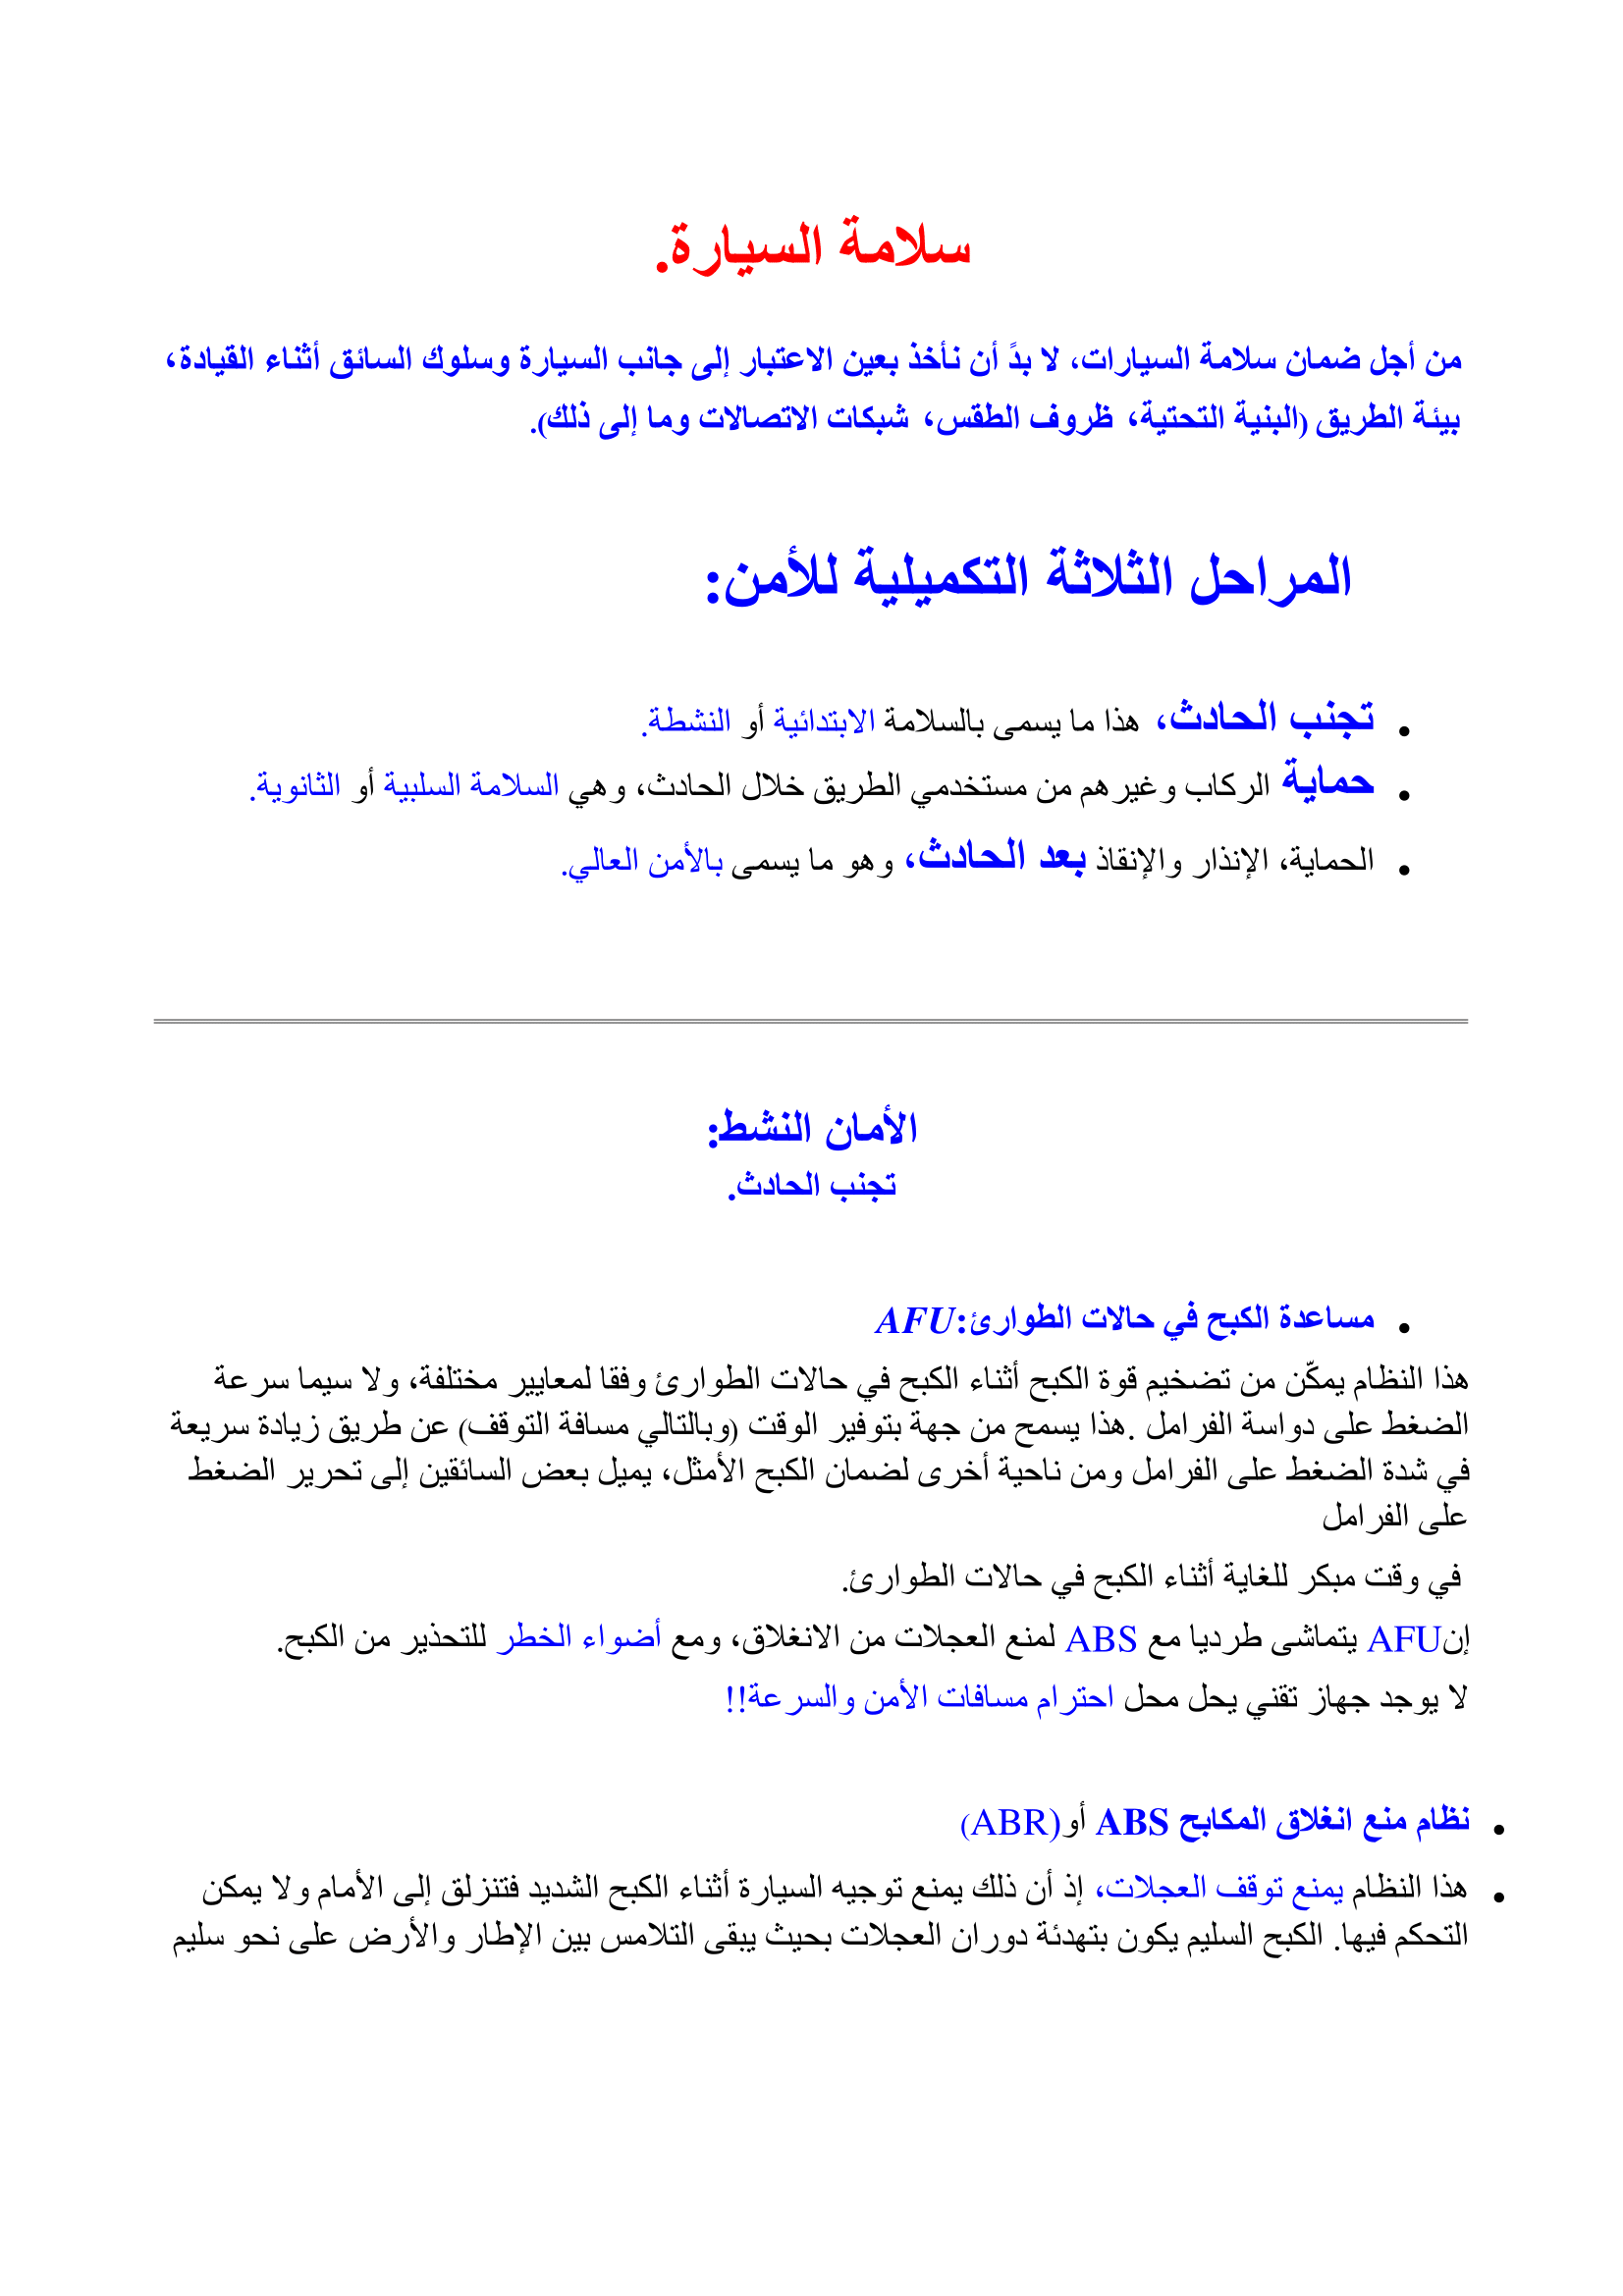 سلامة السيارة.
من أجل ضمان سلامة السيارات، لا بدً أن نأخذ بعين الاعتبار إلى جانب السيارة وسلوك السائق أثناء القيادة،
بيئة الطريق (البنية التحتية، ظروف الطقس، شبكات الاتصالات وما إلى ذلك).
المراحل الثلاثة التكميلية للأمن:
• تجنب الحادث، هذا ما يسمى بالسلامة الابتدائية أو النشطة.
• حماية الركاب وغيرهم من مستخدمي الطريق خلال الحادث، وهي السلامة السلبية أو الثانوية.
• الحماية، الإنذار والإنقاذ بعد الحادث، وهو ما يسمى بالأمن العالي.
الأمان النشط:
تجنب الحادث.
• مساعدة الكبح في حالات الطوارئ:AFU
هذا النظام يمكّن من تضخيم قوة الكبح أثناء الكبح في حالات الطوارئ وفقا لمعايير مختلفة، ولا سيما سرعة
الضغط على دواسة الفرامل .هذا يسمح من جهة بتوفير الوقت (وبالتالي مسافة التوقف) عن طريق زيادة سريعة
في شدة الضغط على الفرامل ومن ناحية أخرى لضمان الكبح الأمثل، يميل بعض السائقين إلى تحرير الضغط
على الفرامل
في وقت مبكر للغاية أثناء الكبح في حالات الطوارئ.
إنAFU يتماشى طرديا مع ABS لمنع العجلات من الانغلاق، ومع أضواء الخطر للتحذير من الكبح.
لا يوجد جهاز تقني يحل محل احترام مسافات الأمن والسرعة!!
• نظام منع انغلاق المكابح ABS أو(ABR)
• هذا النظام يمنع توقف العجلات، إذ أن ذلك يمنع توجيه السيارة أثناء الكبح الشديد فتنزلق إلى الأمام ولا يمكن
التحكم فيها. الكبح السليم يكون بتهدئة دوران العجلات بحيث يبقى التلامس بين الإطار والأرض على نحو سليم